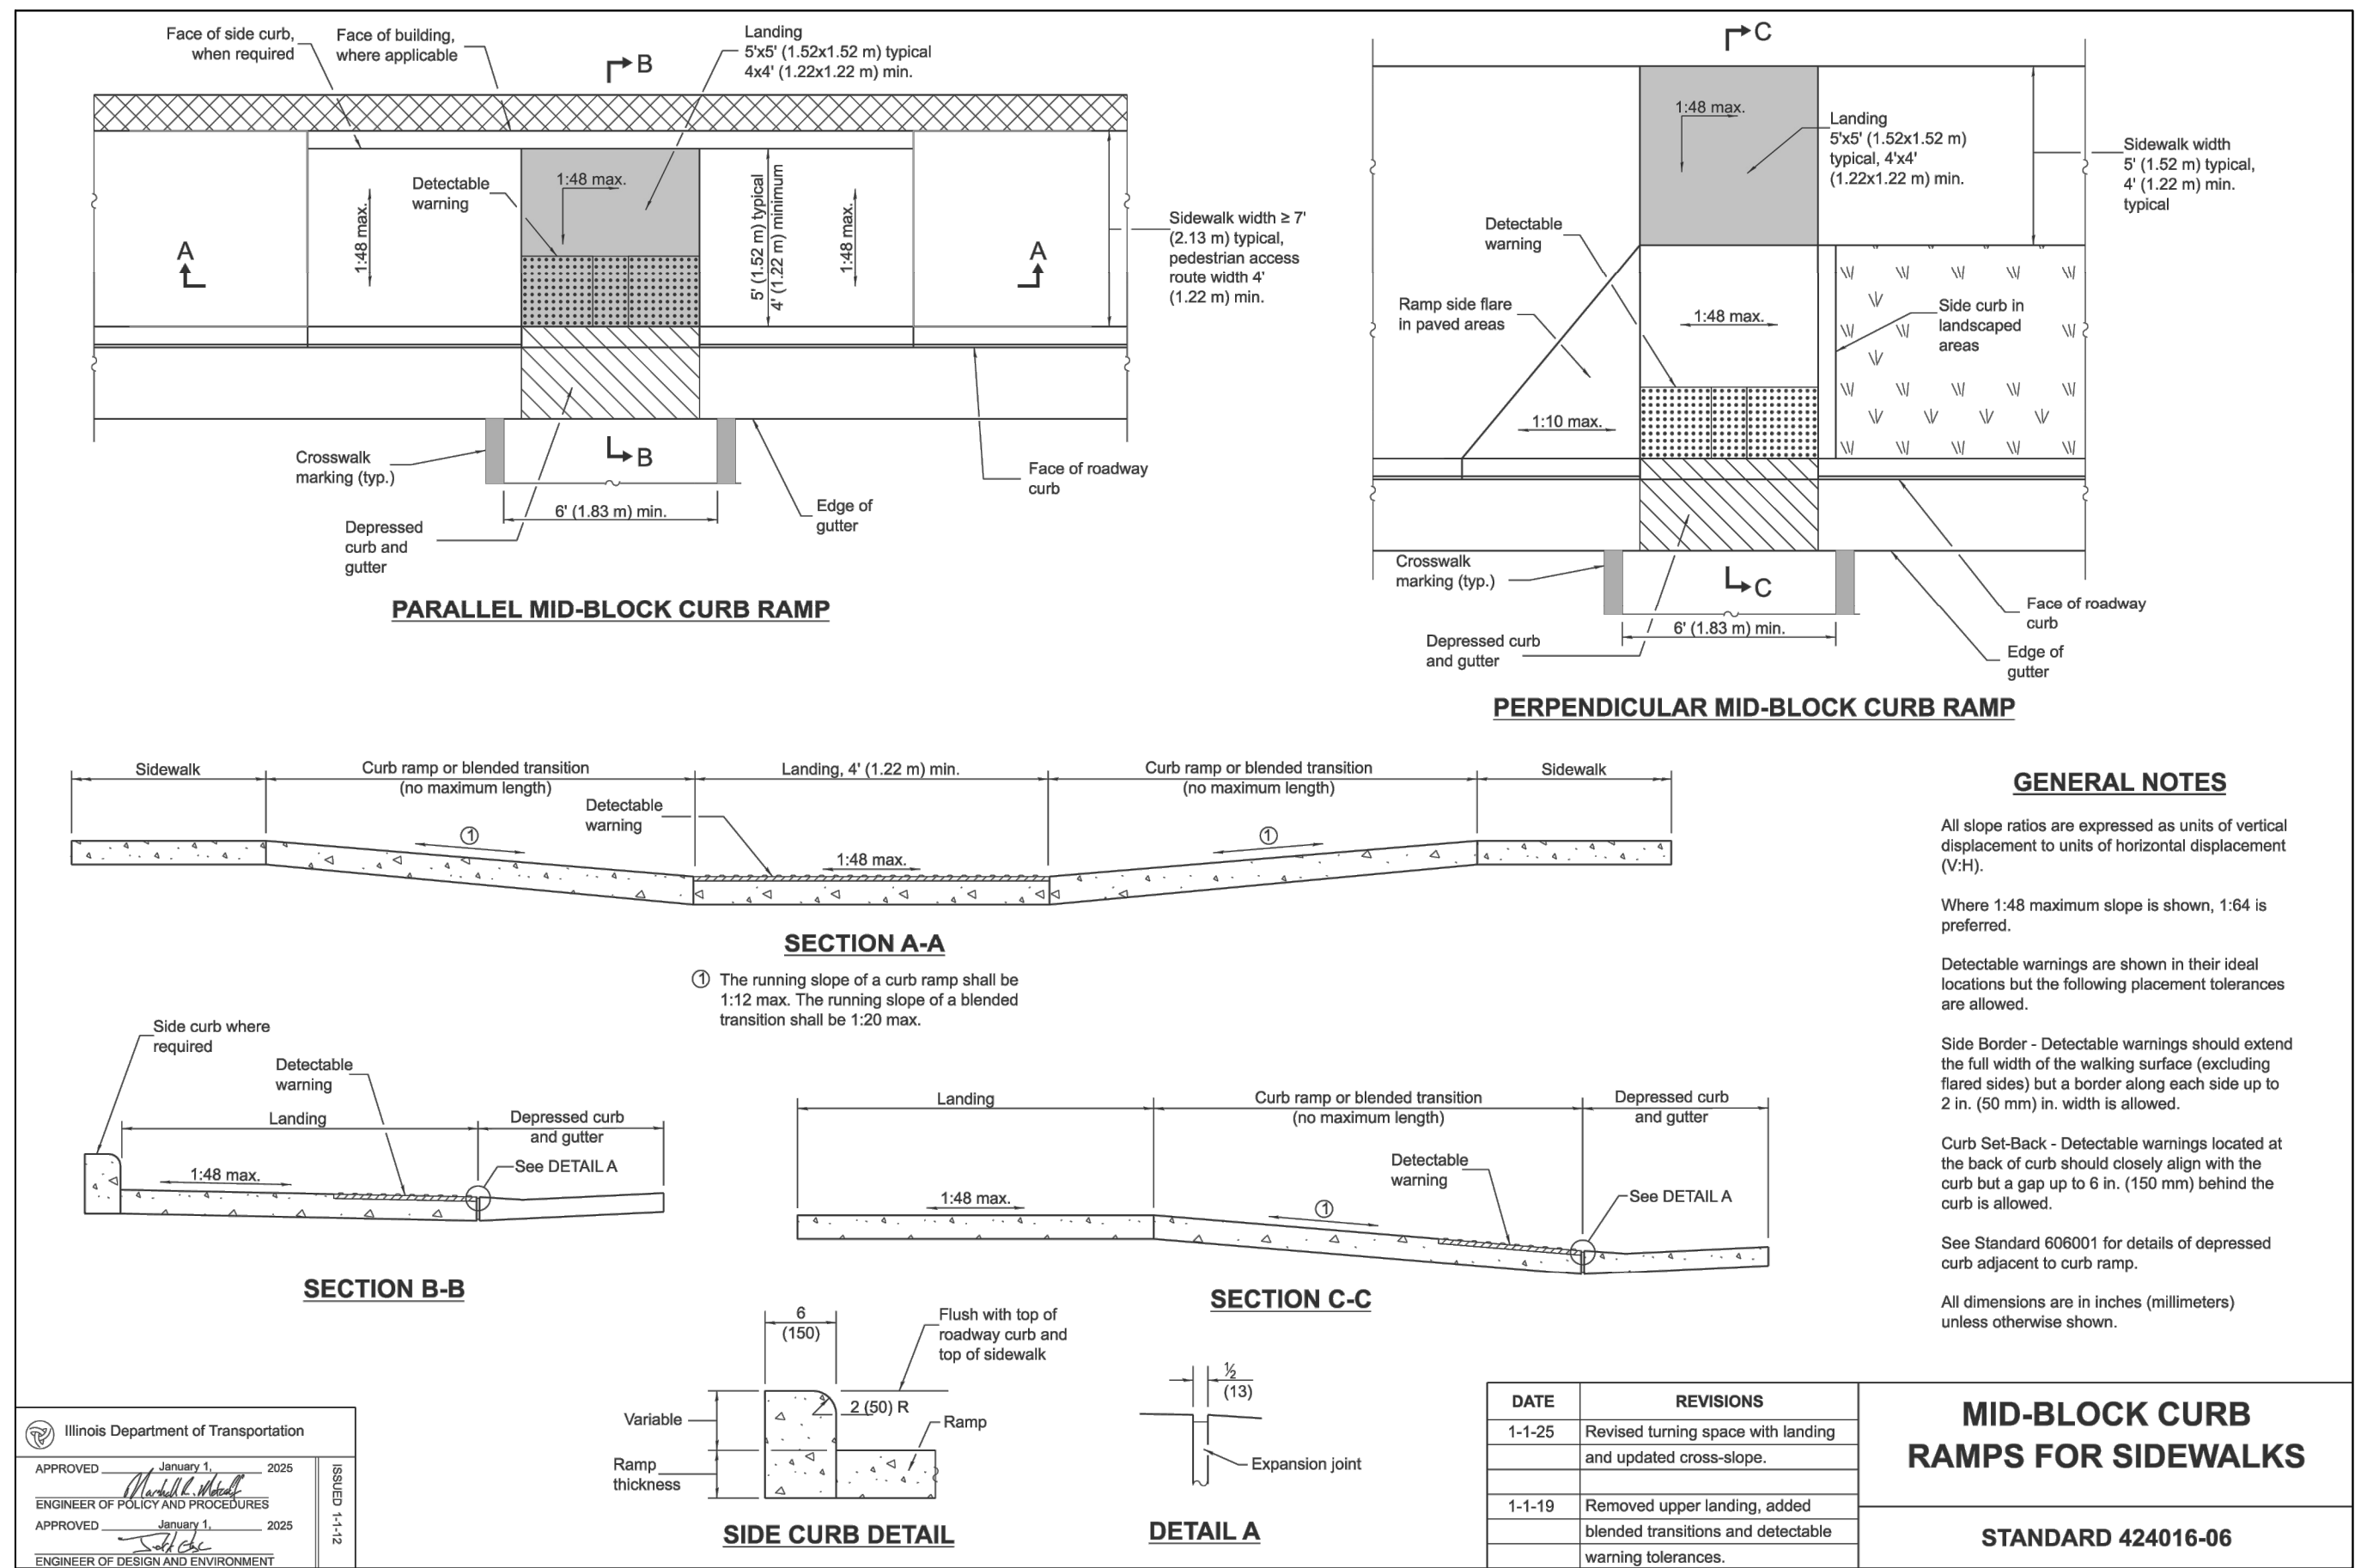 Face of side curb,
when required
Face of building,
where applicable
B
Landing
5'x5' (1.52x1.52 m) typical
4x4' (1.22x1.22 m) min.
1:48 max.
Detectable
warning
1:48 max.
5' (1.52 m) typical
4' (1.22 m) minimum
1:48 max.
A
A
Sidewalk width ≥ 7'
(2.13 m) typical,
pedestrian access
route width 4'
(1.22 m) min.
Crosswalk
marking (typ.)
B
6' (1.83 m) min.
Depressed
curb and
gutter
Edge of
gutter
Face of roadway
curb
PARALLEL MID-BLOCK CURB RAMP
C
1:48 max.
Landing
5'x5' (1.52x1.52 m)
typical, 4'x4'
(1.22x1.22 m) min.
Sidewalk width
5' (1.52 m) typical,
4' (1.22 m) min.
typical
Detectable
warning
Ramp side flare
in paved areas
1:48 max.
Side curb in
landscaped
areas
1:10 max.
Crosswalk
marking (typ.)
C
6' (1.83 m) min.
Depressed curb
and gutter
Face of roadway
curb
Edge of
gutter
PERPENDICULAR MID-BLOCK CURB RAMP
Sidewalk
Curb ramp or blended transition
(no maximum length)
Landing, 4' (1.22 m) min.
Curb ramp or blended transition
(no maximum length)
Sidewalk
Detectable
warning
1
1:48 max.
1
SECTION A-A
1 The running slope of a curb ramp shall be
1:12 max. The running slope of a blended
transition shall be 1:20 max.
Side curb where
required
Detectable
warning
Landing
Depressed curb
and gutter
See DETAIL A
1:48 max.
SECTION B-B
Landing
Curb ramp or blended transition
(no maximum length)
Depressed curb
and gutter
Detectable
warning
1:48 max.
1
See DETAIL A
SECTION C-C
6
(150)
Flush with top of
roadway curb and
top of sidewalk
Variable
2 (50) R
Ramp
Ramp
thickness
SIDE CURB DETAIL
½
(13)
Expansion joint
DETAIL A
GENERAL NOTES
All slope ratios are expressed as units of vertical
displacement to units of horizontal displacement
(V:H).
Where 1:48 maximum slope is shown, 1:64 is
preferred.
Detectable warnings are shown in their ideal
locations but the following placement tolerances
are allowed.
Side Border - Detectable warnings should extend
the full width of the walking surface (excluding
flared sides) but a border along each side up to
2 in. (50 mm) in. width is allowed.
Curb Set-Back - Detectable warnings located at
the back of curb should closely align with the
curb but a gap up to 6 in. (150 mm) behind the
curb is allowed.
See Standard 606001 for details of depressed
curb adjacent to curb ramp.
All dimensions are in inches (millimeters)
unless otherwise shown.
Illinois Department of Transportation
APPROVED January 1, 2025
ENGINEER OF POLICY AND PROCEDURES
APPROVED January 1, 2025
ENGINEER OF DESIGN AND ENVIRONMENT
ISSUED 1-1-12
DATE REVISIONS
1-1-25 Revised turning space with landing
and updated cross-slope.
1-1-19 Removed upper landing, added
blended transitions and detectable
warning tolerances.
MID-BLOCK CURB
RAMPS FOR SIDEWALKS
STANDARD 424016-06